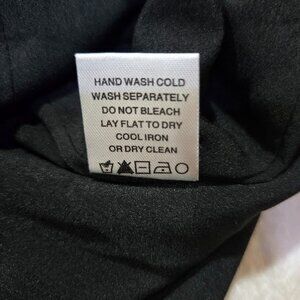 HAND WASH COLD
WASH SEPARATELY
DO NOT BLEACH
LAY FLAT TO DRY
COOL IRON
OR DRY CLEAN